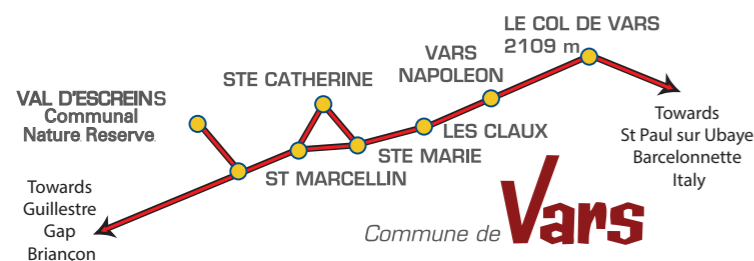 LE COL DE VARS
2109 m
VARS
NAPOLEON
STE CATHERINE
VAL D'ESCREINS
Communal
Nature Reserve
LES CLAUX
STE MARIE
ST MARCELLIN
Towards
St Paul sur Ubaye
Barcelonnette
Italy
Towards
Guillestre
Gap
Briançon
Commune de Vars